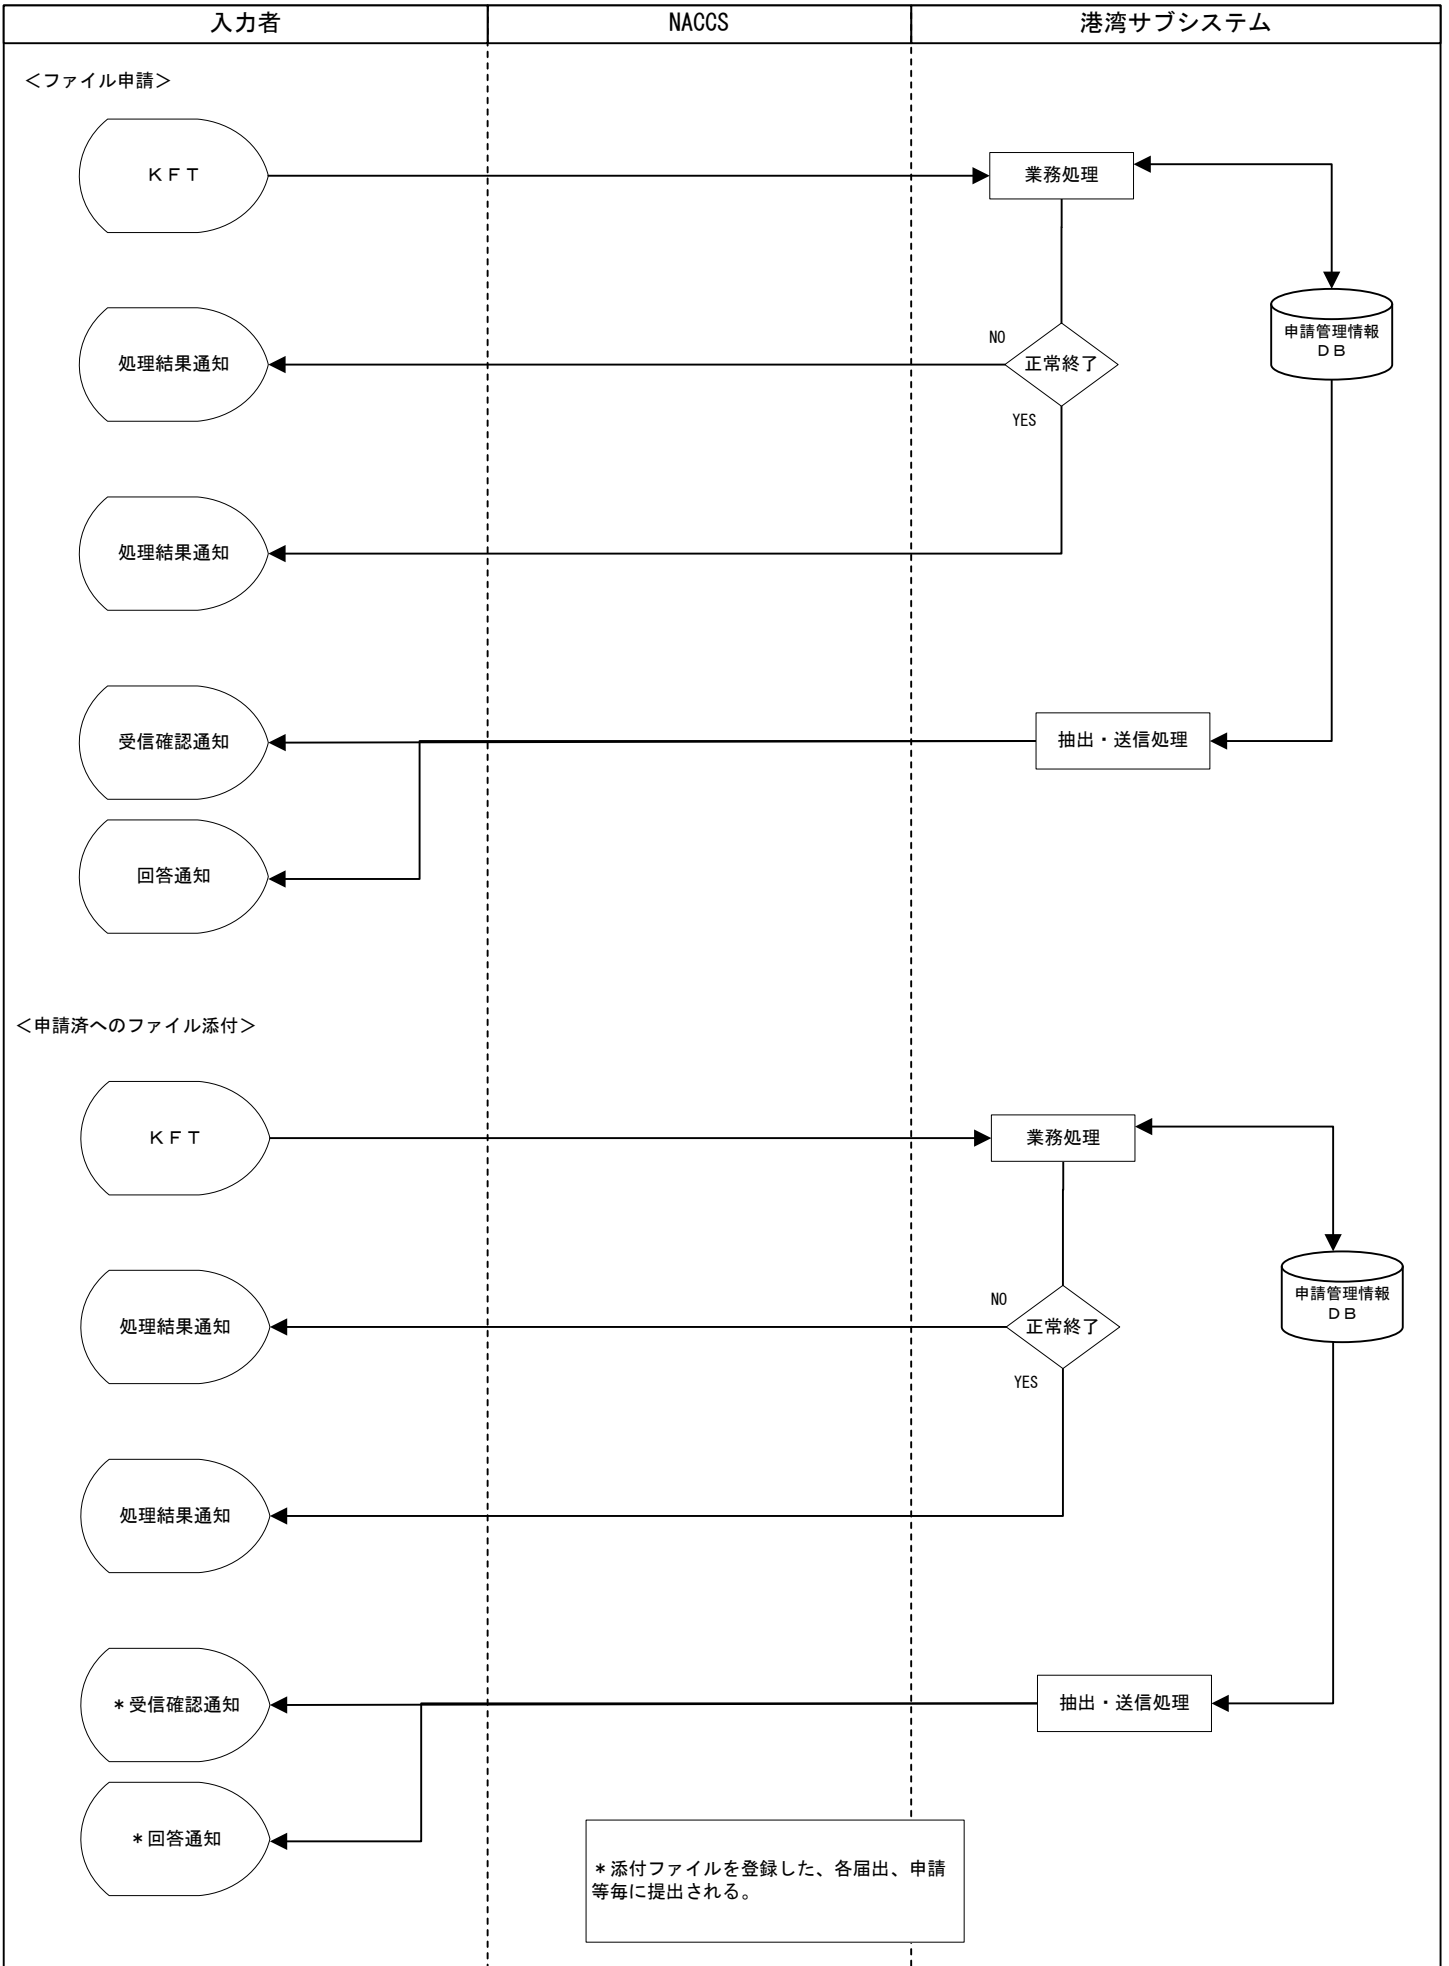 入力者
NACCS
港湾サブシステム
＜ファイル申請＞
ＫＦＴ
業務処理
申請管理情報
ＤＢ
NO
処理結果通知
正常終了
YES
処理結果通知
受信確認通知
抽出・送信処理
回答通知
＜申請済へのファイル添付＞
ＫＦＴ
業務処理
申請管理情報
ＤＢ
NO
処理結果通知
正常終了
YES
処理結果通知
＊受信確認通知
抽出・送信処理
＊回答通知
＊添付ファイルを登録した、各届出、申請
等毎に提出される。